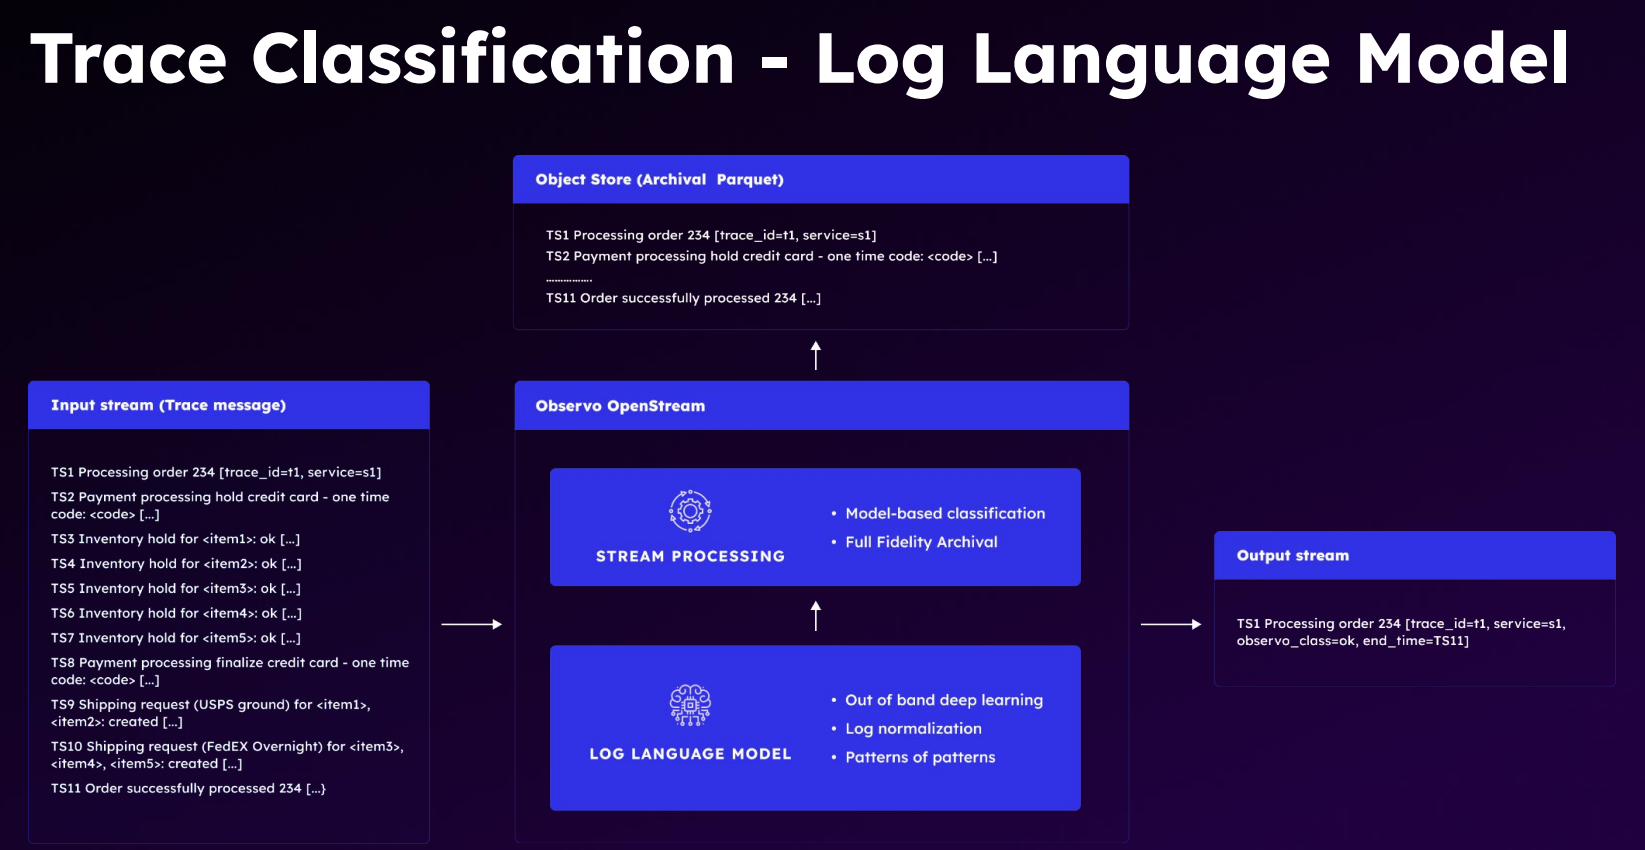 Trace Classification - Log Language Model
Object Store (Archival  Parquet)
TS1 Processing order 234 [trace_id=t1, service=s1]
TS2 Payment processing hold credit card - one time code: <code> [...]
................
TS11 Order successfully processed 234 [...]
Input stream (Trace message)
TS1 Processing order 234 [trace_id=t1, service=s1]
TS2 Payment processing hold credit card - one time
code: <code> [...]
TS3 Inventory hold for <item1>: ok [...]
TS4 Inventory hold for <item2>: ok [...]
TS5 Inventory hold for <item3>: ok [...]
TS6 Inventory hold for <item4>: ok [...]
TS7 Inventory hold for <item5>: ok [...]
TS8 Payment processing finalize credit card - one time
code: <code> [...]
TS9 Shipping request (USPS ground) for <item1>,
<item2>: created [...]
TS10 Shipping request (FedEX Overnight) for <item3>,
<item4>, <item5>: created [...]
TS11 Order successfully processed 234 [...}
Observo OpenStream
STREAM PROCESSING
• Model-based classification
• Full Fidelity Archival
LOG LANGUAGE MODEL
• Out of band deep learning
• Log normalization
• Patterns of patterns
Output stream
TS1 Processing order 234 [trace_id=t1, service=s1,
observo_class=ok, end_time=TS11]